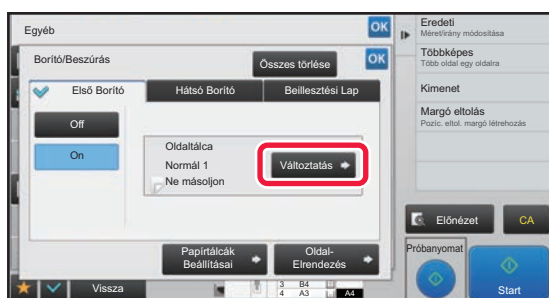 Egyéb
OK
Borító/Beszúrás
Összes törlése
OK
Első Borító
Hátsó Borító
Beillesztési Lap
Off
On
Oldaltálca
Normál 1
Ne másoljon
Változtatás
Papírtálcák
Beállításai
Oldal-
Elrendezés
Vissza
3 B4
4 A3
A4
Eredeti
Méret/irány módosítása
Többképes
Több oldal egy oldalra
Kimenet
Margó eltolás
Pozíc. eltol. margó létrehozás
Előnézet
CA
Próbanyomat
Start